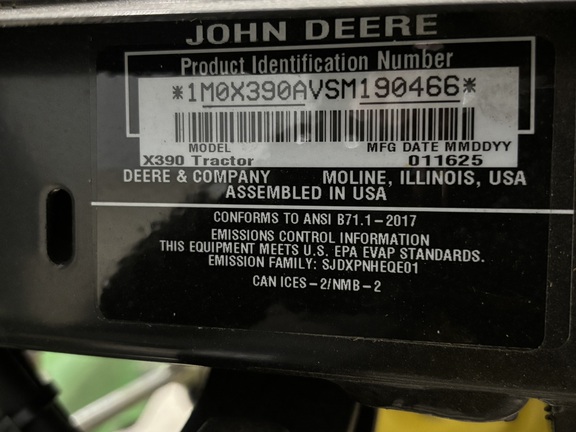 JOHN DEERE
Product Identification Number
*1M0X390AVSM190466*
MODEL MFG DATE MMDDYY
X390 Tractor 011625
DEERE & COMPANY MOLINE, ILLINOIS, USA
ASSEMBLED IN USA
CONFORMS TO ANSI B71.1-2017
EMISSIONS CONTROL INFORMATION
THIS EQUIPMENT MEETS U.S. EPA EVAP STANDARDS.
EMISSION FAMILY: SJDXPNHEQE01
CAN ICES-2/NMB-2